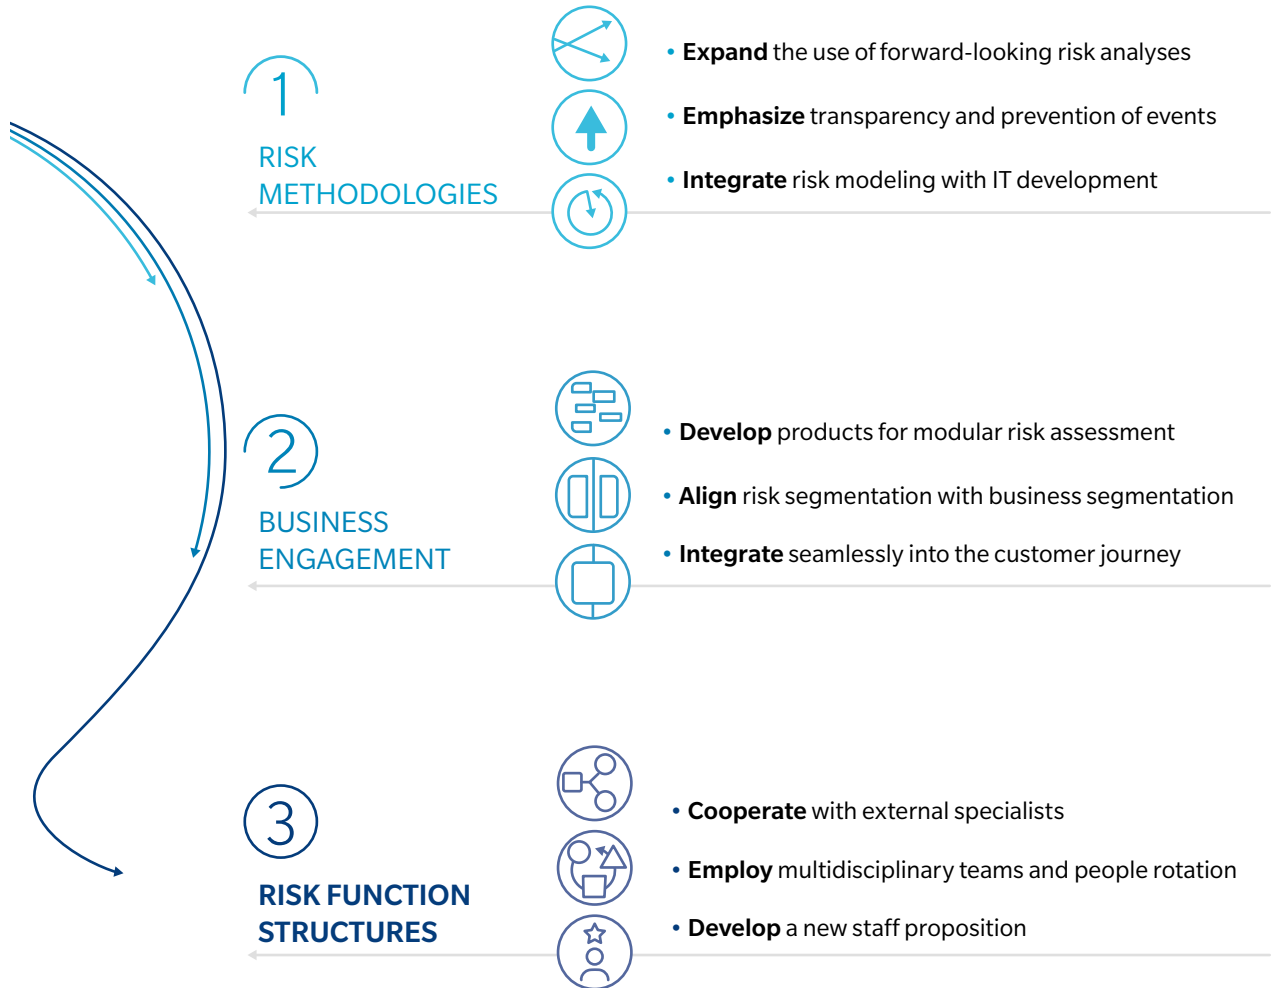 1
RISK
METHODOLOGIES
• Expand the use of forward-looking risk analyses
• Emphasize transparency and prevention of events
• Integrate risk modeling with IT development
2
BUSINESS
ENGAGEMENT
• Develop products for modular risk assessment
• Align risk segmentation with business segmentation
• Integrate seamlessly into the customer journey
3
RISK FUNCTION
STRUCTURES
• Cooperate with external specialists
• Employ multidisciplinary teams and people rotation
• Develop a new staff proposition